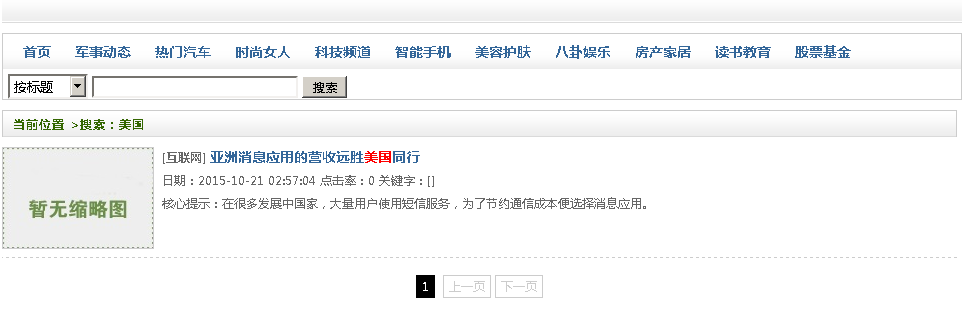 首页 军事动态 热门汽车 时尚女人 科技频道 智能手机 美容护肤 八卦娱乐 房产家居 读书教育 股票基金
按标题 搜索
当前位置 >搜索：美国
[互联网] 亚洲消息应用的营收远胜美国同行
日期：2015-10-21 02:57:04 点击率：0 关键字：[]
暂无缩略图
核心提示：在很多发展中国家，大量用户使用短信服务，为了节约通信成本便选择消息应用。
1 上一页 下一页